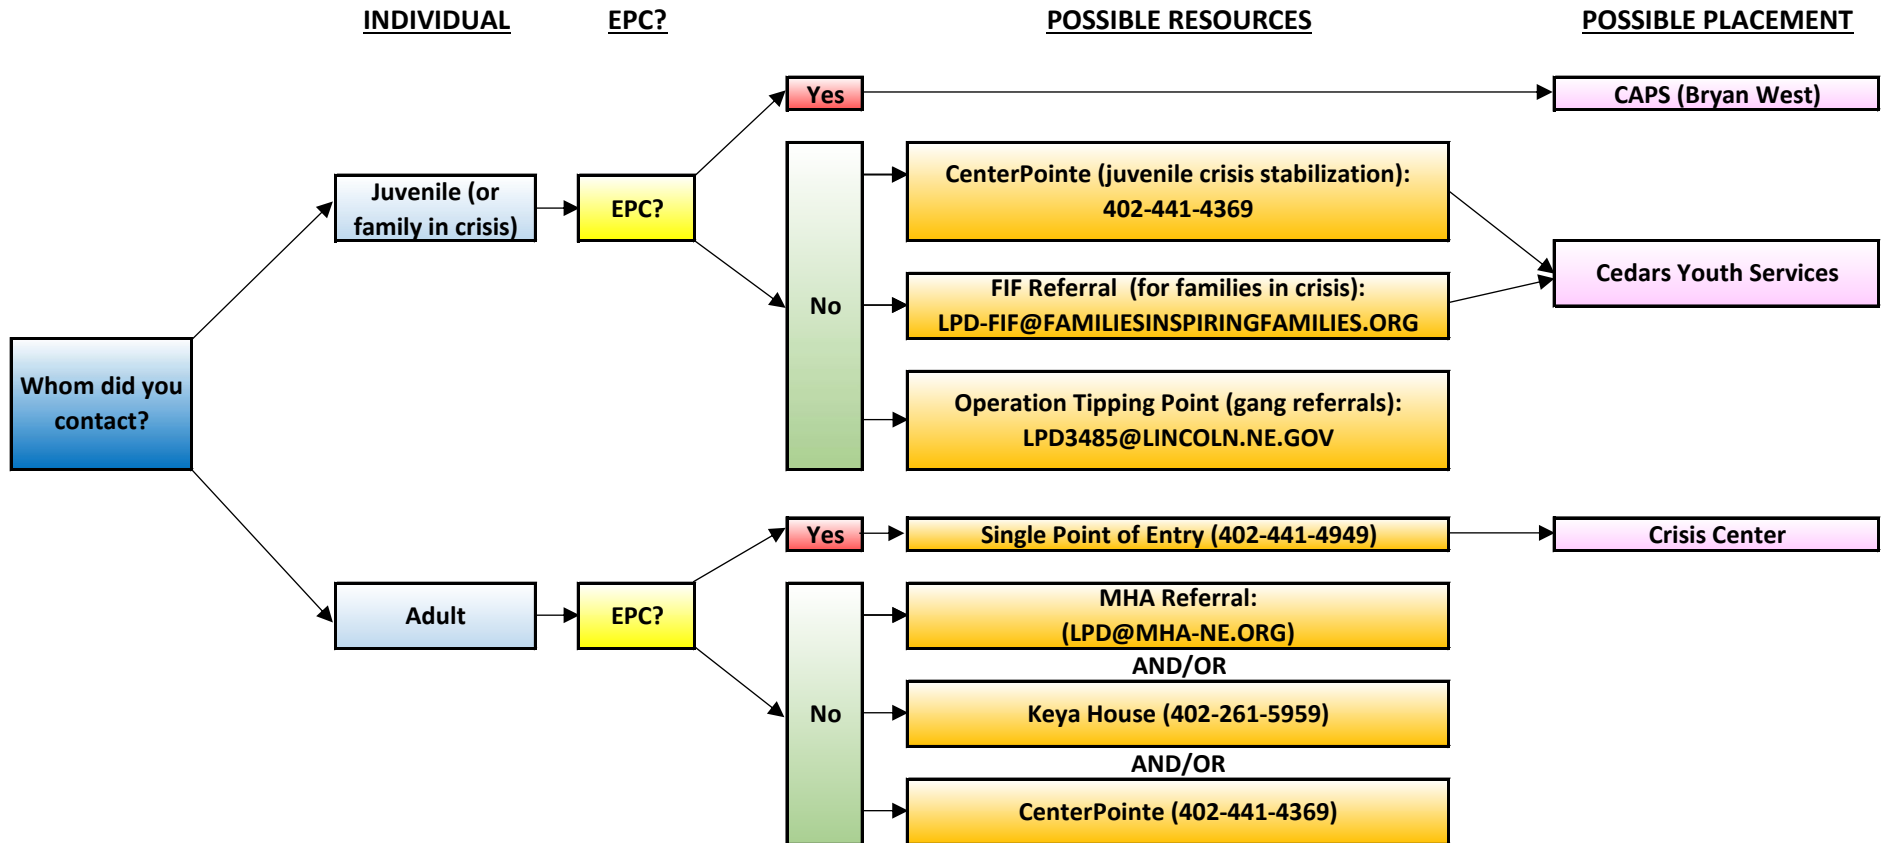 INDIVIDUAL
EPC?
POSSIBLE RESOURCES
POSSIBLE PLACEMENT
Whom did you
contact?
Juvenile (or
family in crisis)
EPC?
Yes
CAPS (Bryan West)
No
CenterPointe (juvenile crisis stabilization):
402-441-4369
FIF Referral  (for families in crisis):
LPD-FIF@FAMILIESINSPIRINGFAMILIES.ORG
Operation Tipping Point (gang referrals):
LPD3485@LINCOLN.NE.GOV
Cedars Youth Services
Adult
EPC?
Yes
Single Point of Entry (402-441-4949)
Crisis Center
No
MHA Referral:
(LPD@MHA-NE.ORG)
AND/OR
Keya House (402-261-5959)
AND/OR
CenterPointe (402-441-4369)